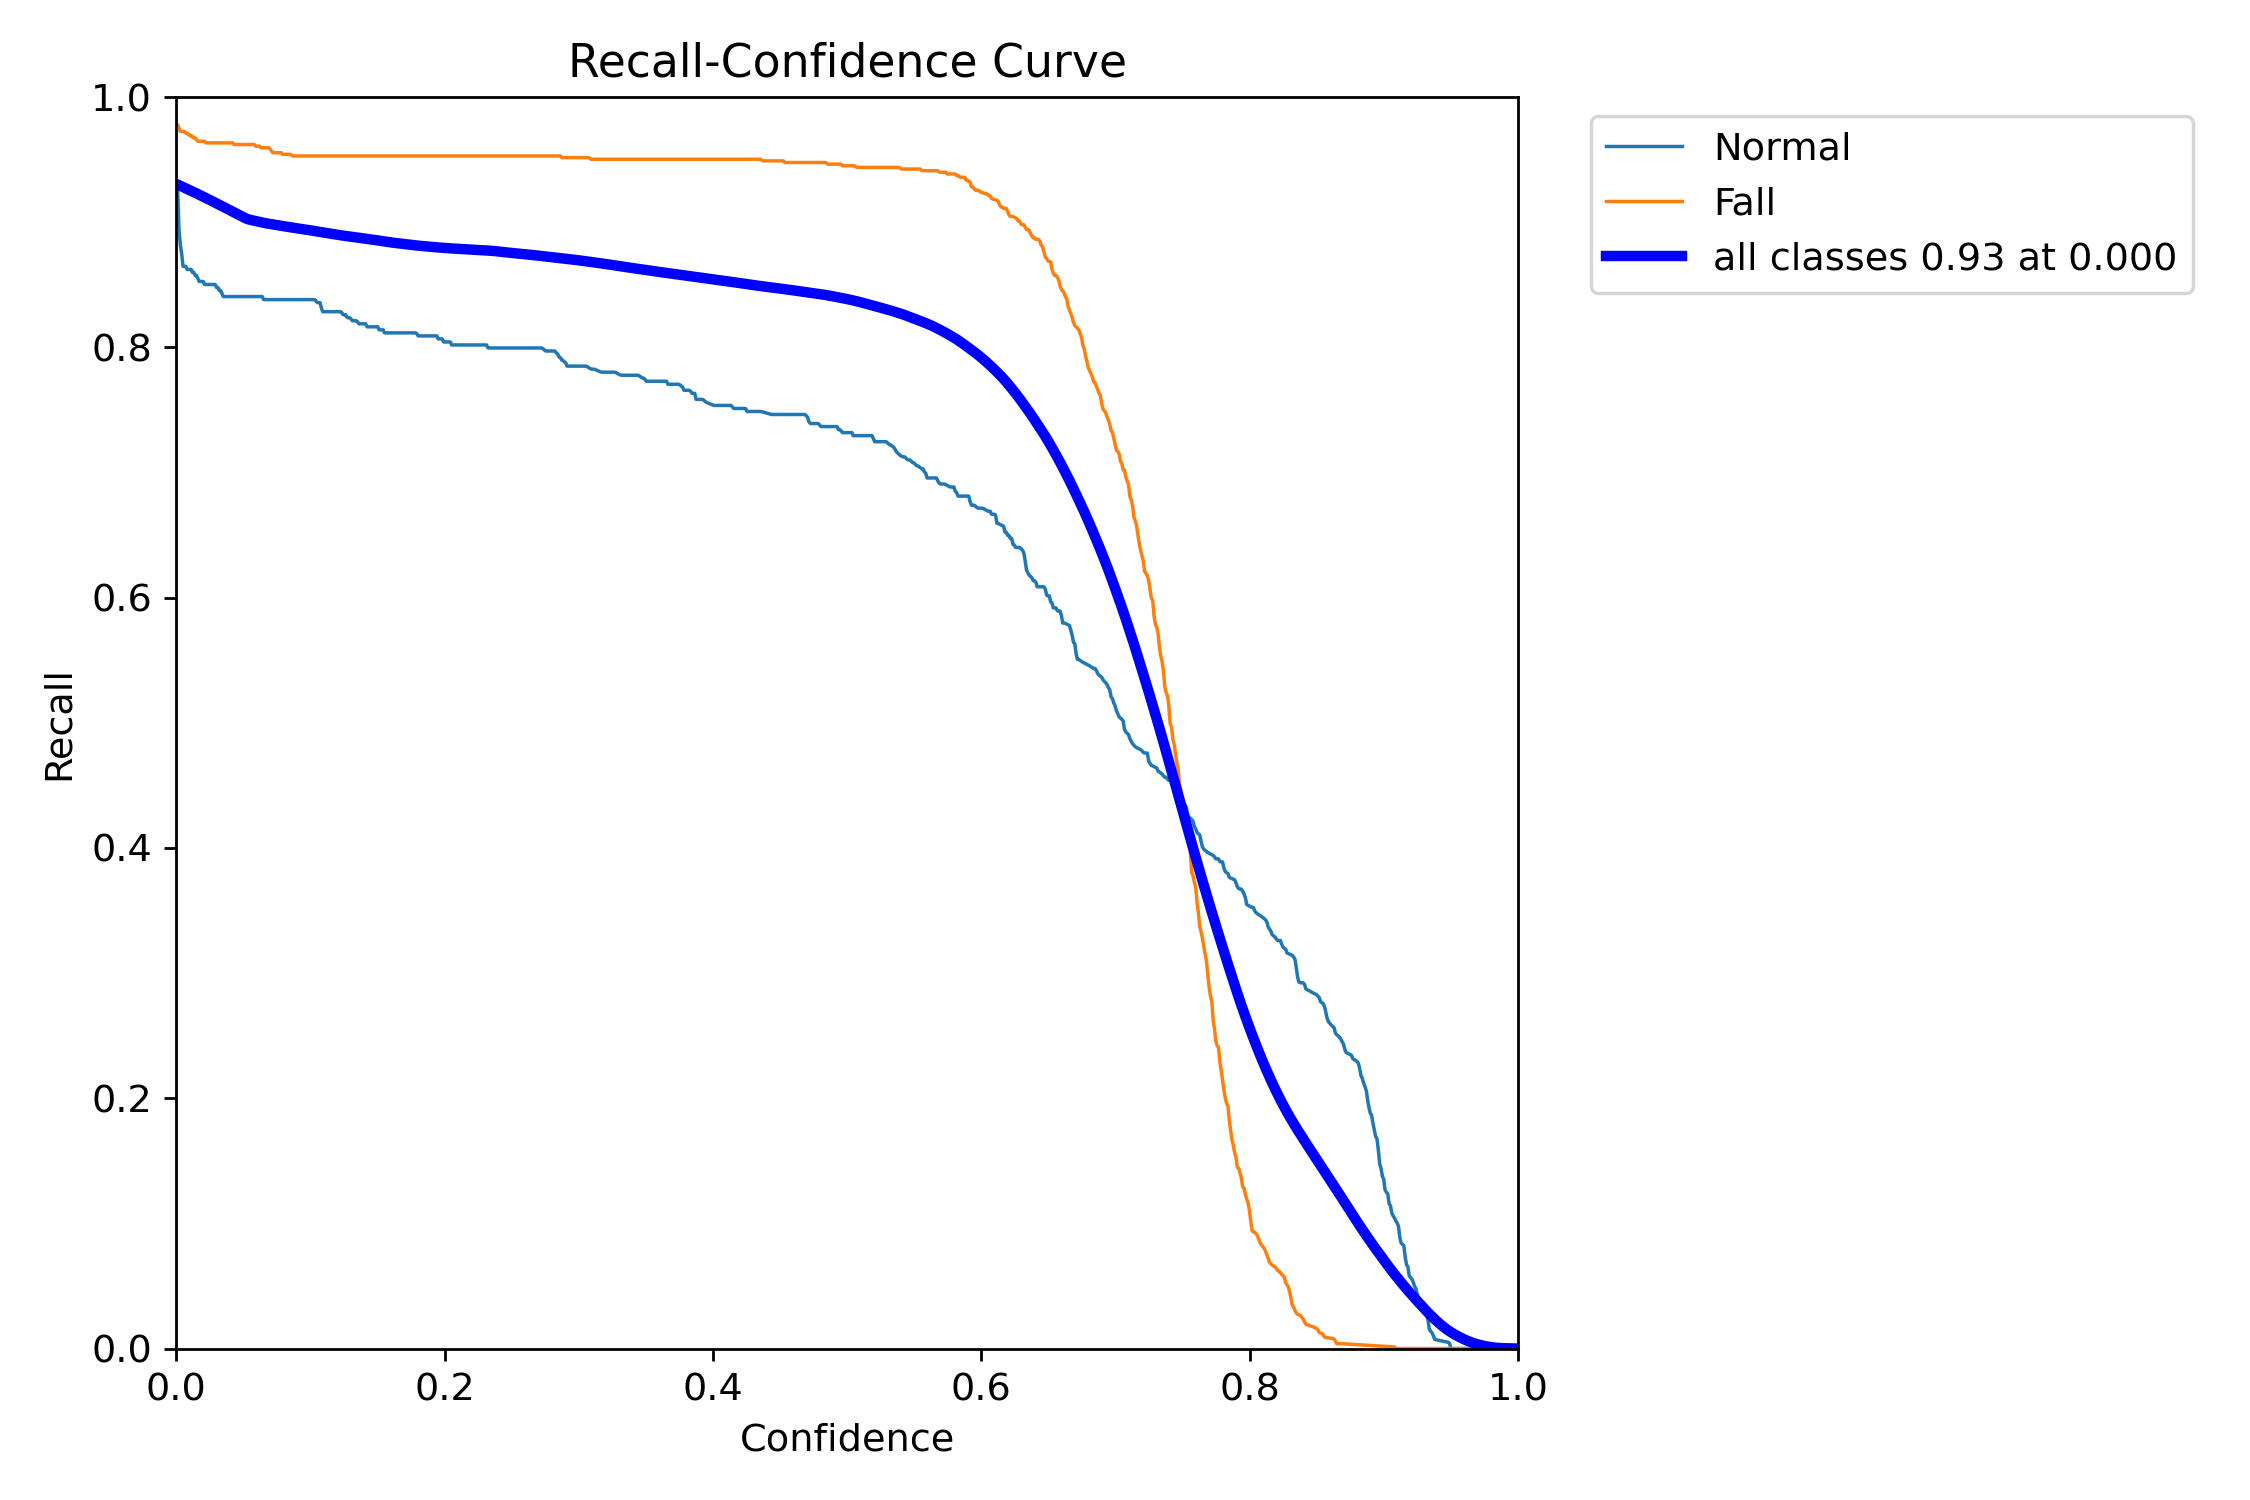 Recall-Confidence Curve
1.0
0.8
0.6
0.4
0.2
0.0
Recall
0.0 0.2 0.4 0.6 0.8 1.0
Confidence
Normal
Fall
all classes 0.93 at 0.000